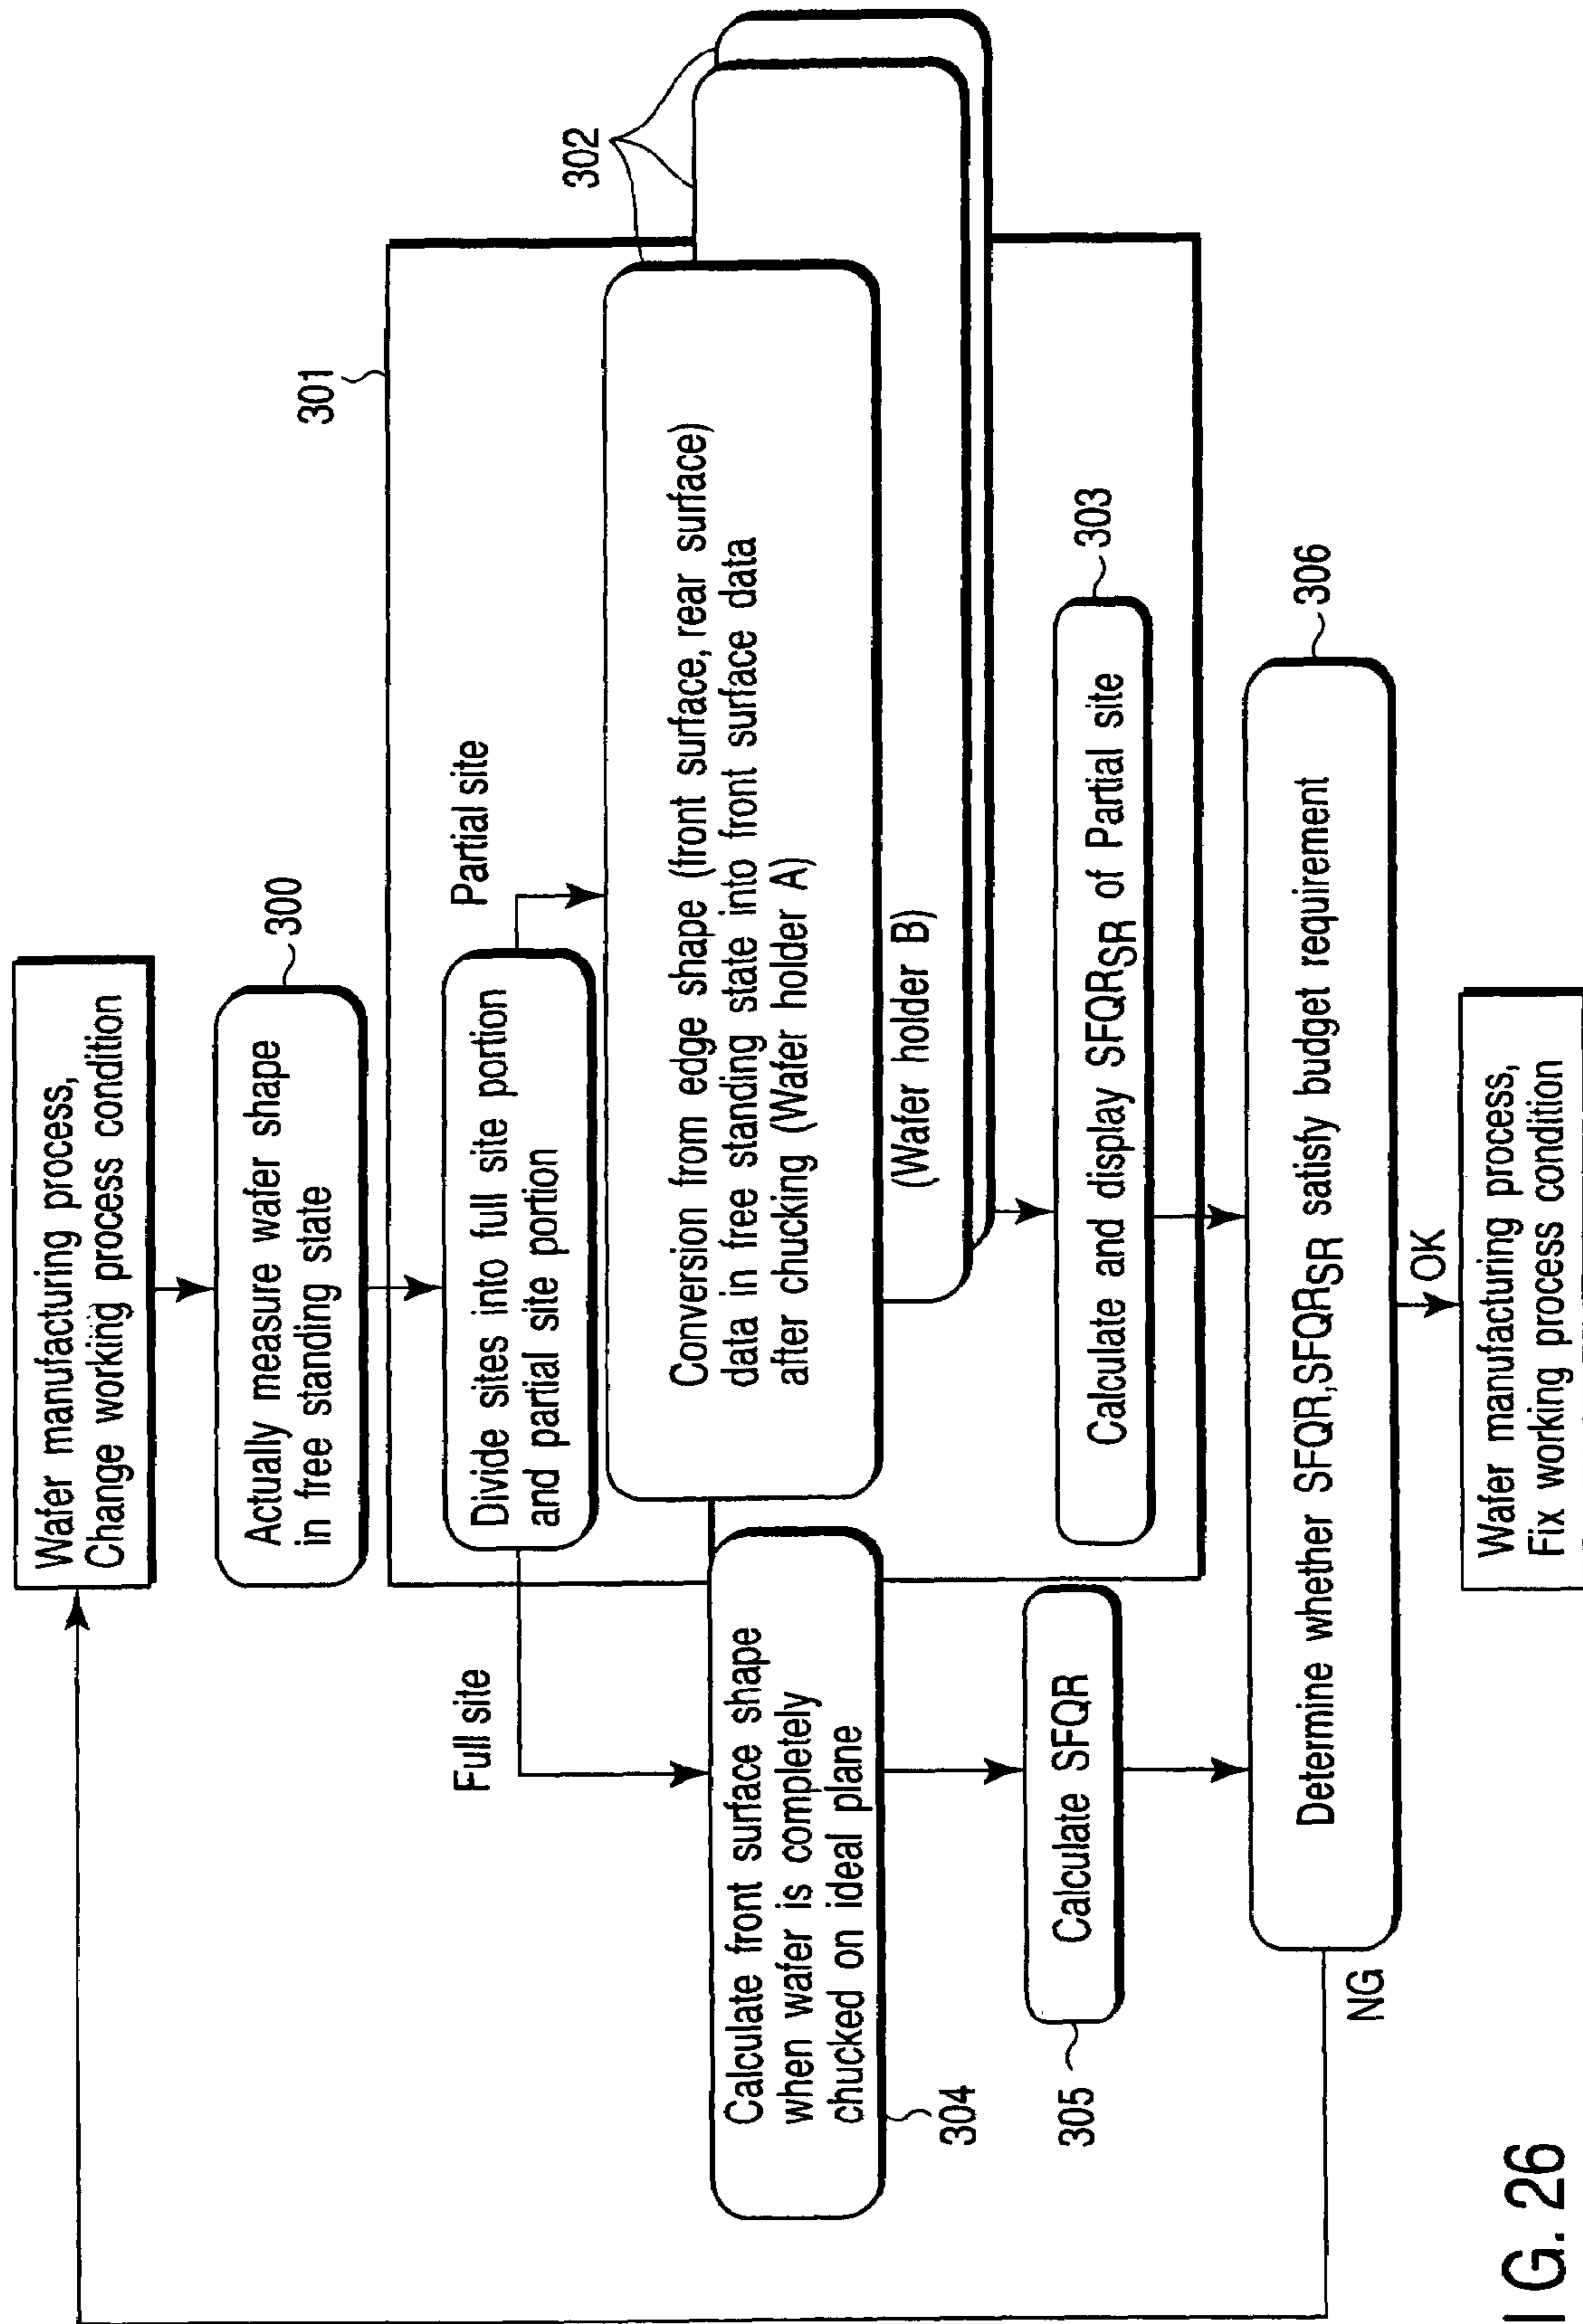 Wafer manufacturing process,
Change working process condition
Actually measure wafer shape
in free standing state
300
301
Divide sites into full site portion
and partial site portion
Full site
Partial site
302
Conversion from edge shape (front surface, rear surface)
data in free standing state into front surface data
after chucking (Wafer holder A)
(Wafer holder B)
Calculate front surface shape
when wafer is completely
chucked on ideal plane
304
Calculate SFQR
305
Calculate and display SFQRSR of Partial site
303
Determine whether SFQR,SFQRSR satisfy budget requirement
306
NG
OK
Wafer manufacturing process,
Fix working process condition
I G. 26